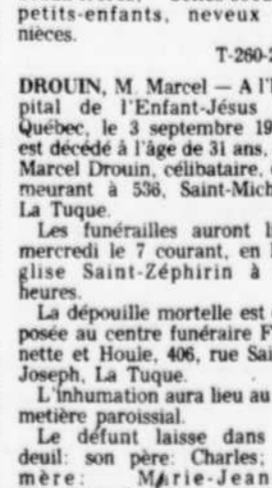 petits-enfants, neveux
nièces.
T-260-2
DROUIN, M. Marcel — A l'
pital de l'Enfant-Jésus
Québec, le 3 septembre 19
est décédé à l'âge de 31 ans,
Marcel Drouin, célibataire,
meurant à 536, Saint-Mich
La Tuque.
Les funérailles auront l
mercredi le 7 courant, en
glise Saint-Zéphirin à
heures.
La dépouille mortelle est
posée au centre funéraire F
nette et Houle, 406, rue Sai
Joseph, La Tuque.
L'inhumation aura lieu au
metière paroissial.
Le défunt laisse dans
deuil: son père: Charles;
mère: Marie-Jean